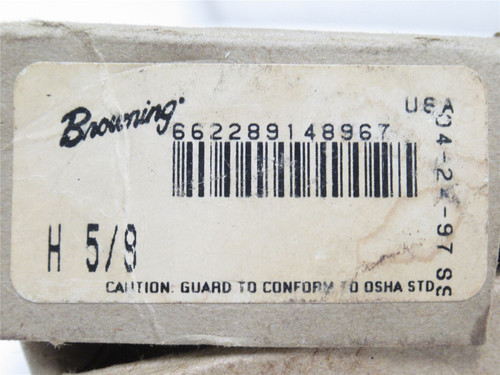 Browning
USA
662289148967
H 5/8
CAUTION: GUARD TO CONFORM TO OSHA STD
04-24-97 SS